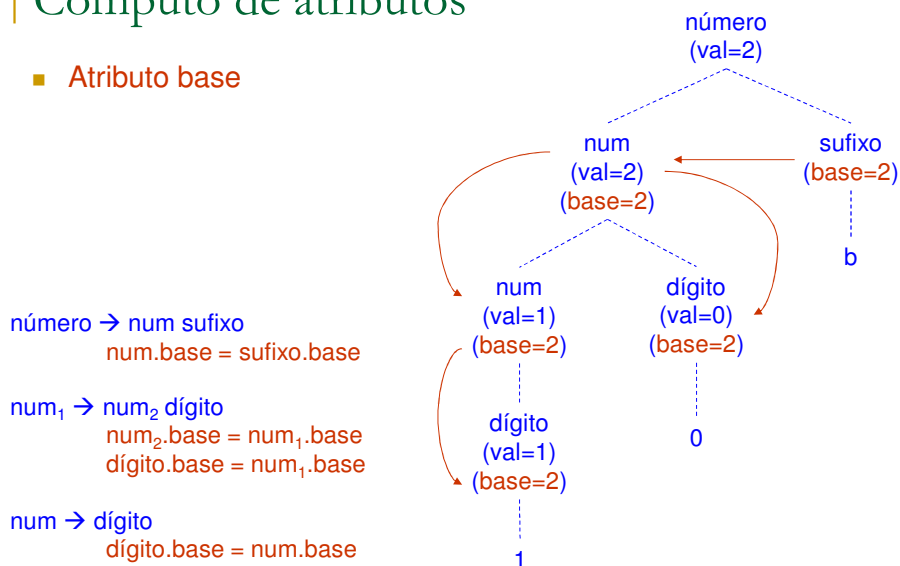 Cômputo de atributos
Atributo base
número
(val=2)
num
(val=2)
(base=2)
sufixo
(base=2)
b
num
(val=1)
(base=2)
dígito
(val=0)
(base=2)
dígito
(val=1)
(base=2)
0
1
número → num sufixo
num.base = sufixo.base
num₁ → num₂ dígito
num₂.base = num₁.base
dígito.base = num₁.base
num → dígito
dígito.base = num.base